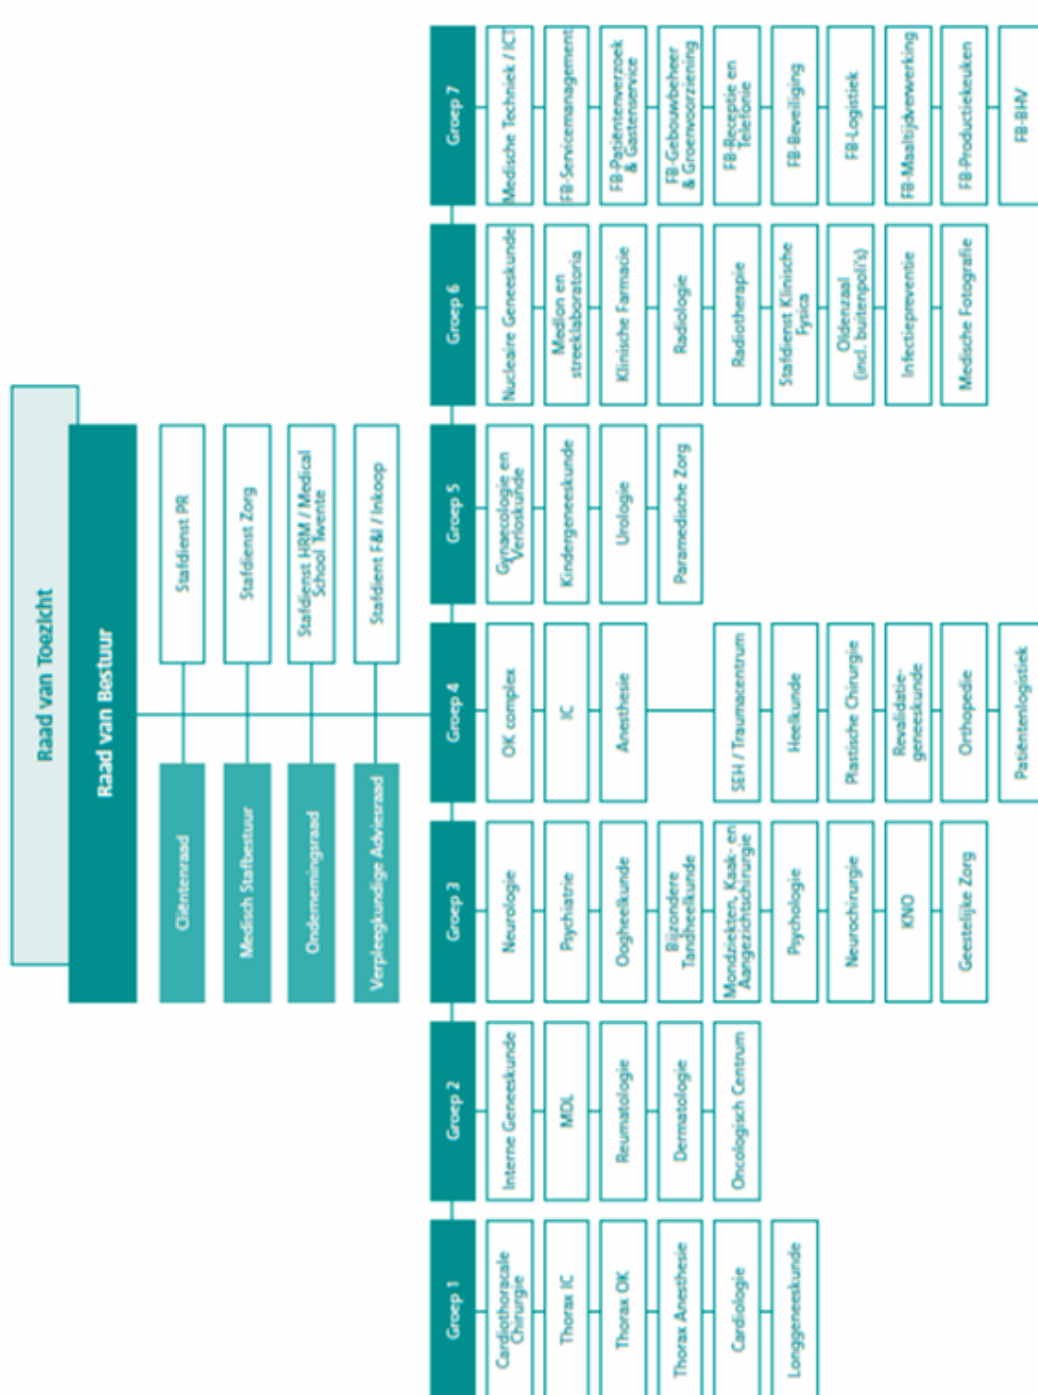 Raad van Toezicht
Raad van Bestuur
Cliëntenraad
Stafdienst PR
Medisch Stafbestuur
Stafdienst Zorg
Ondernemingsraad
Stafdienst HRM / Medical
School Twente
Verpleegkundige Adviesraad
Stafdient F&I / Inkoop
Groep 1
Cardiothoracale
Chirurgie
Thorax IC
Thorax OK
Thorax Anesthesie
Cardiologie
Longgeneeskunde
Groep 2
Interne Geneeskunde
MDL
Reumatologie
Dermatologie
Oncologisch Centrum
Groep 3
Neurologie
Psychiatrie
Oogheelkunde
Bijzondere
Tandheelkunde
Mondziekten, Kaak- en
Aangezichtschirurgie
Psychologie
Neurochirurgie
KNO
Geestelijke Zorg
Groep 4
OK complex
IC
Anesthesie
SEH / Traumacentrum
Heelkunde
Plastische Chirurgie
Revalidatie-
geneeskunde
Orthopedie
Patiëntenlogistiek
Groep 5
Gynaecologie en
Verloskunde
Kindergeneeskunde
Urologie
Paramedische Zorg
Groep 6
Nucleaire Geneeskunde
Medlon en
streeklaboratoria
Klinische Farmacie
Radiologie
Radiotherapie
Stafdienst Klinische
Fysica
Oldenzaal
(incl. buitenpoli's)
Infectiepreventie
Medische Fotografie
Groep 7
Medische Techniek / ICT
FB-Servicemanagement
FB-Patiëntenverzoek
& Gastenservice
FB-Gebouwbeheer
& Groenvoorziening
FB-Receptie en
Telefonie
FB-Beveiliging
FB-Logistiek
FB-Maaltijdverwerking
FB-Productiekeuken
FB-BHV